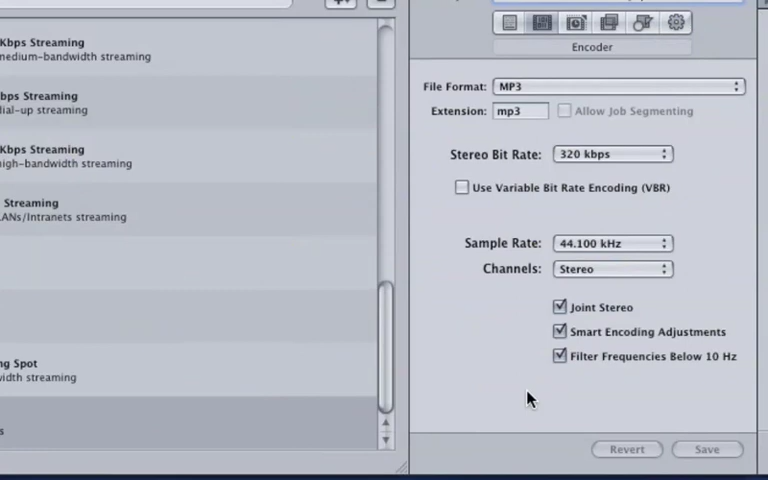 Kbps Streaming
medium-bandwidth streaming
bps Streaming
dial-up streaming
Kbps Streaming
high-bandwidth streaming
Streaming
LANs/Intranets streaming
ng Spot
width streaming
s
Encoder
File Format: MP3
Extension: mp3 Allow Job Segmenting
Stereo Bit Rate: 320 kbps
Use Variable Bit Rate Encoding (VBR)
Sample Rate: 44.100 kHz
Channels: Stereo
Joint Stereo
Smart Encoding Adjustments
Filter Frequencies Below 10 Hz
Revert Save